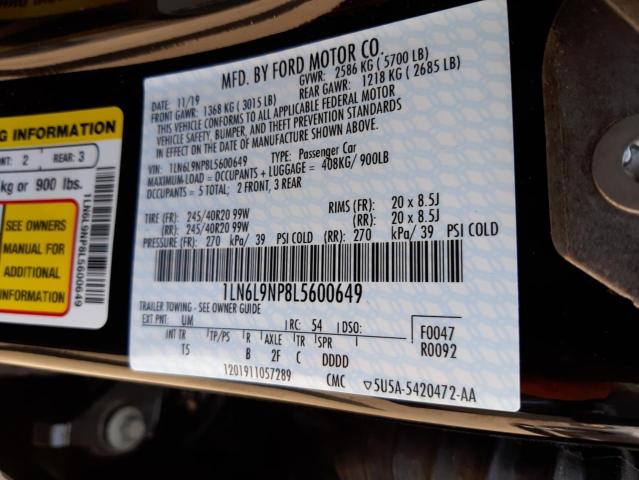 MFD. BY FORD MOTOR CO.
DATE: 11/19 GVWR: 2586 KG ( 5700 LB)
FRONT GAWR: 1368 KG ( 3015 LB) REAR GAWR: 1218 KG ( 2685 LB)
THIS VEHICLE CONFORMS TO ALL APPLICABLE FEDERAL MOTOR
VEHICLE SAFETY, BUMPER, AND THEFT PREVENTION STANDARDS
IN EFFECT ON THE DATE OF MANUFACTURE SHOWN ABOVE.
VIN: 1LN6L9NP8L5600649 TYPE: Passenger Car
MAXIMUM LOAD = OCCUPANTS + LUGGAGE = 408KG/ 900LB
OCCUPANTS = 5 TOTAL; 2 FRONT, 3 REAR
TIRE (FR): 245/40R20 99W RIMS (FR): 20 x 8.5J
(RR): 245/40R20 99W (RR): 20 x 8.5J
PRESSURE (FR): 270 kPa/ 39 PSI COLD (RR): 270 kPa/ 39 PSI COLD
1LN6L9NP8L5600649
TRAILER TOWING - SEE OWNER GUIDE
EXT PNT: UM RC: 54 DSO: F0047
INT TR TP/PS R AXLE TR SPR R0092
T5 B 2F C DDDD
1201911057289 CMC ▽5U5A-5420472-AA
G INFORMATION
NT: 2 REAR: 3
kg or 900 lbs.
SEE OWNERS
MANUAL FOR
ADDITIONAL
INFORMATION
1LN6L9NP8L5600649